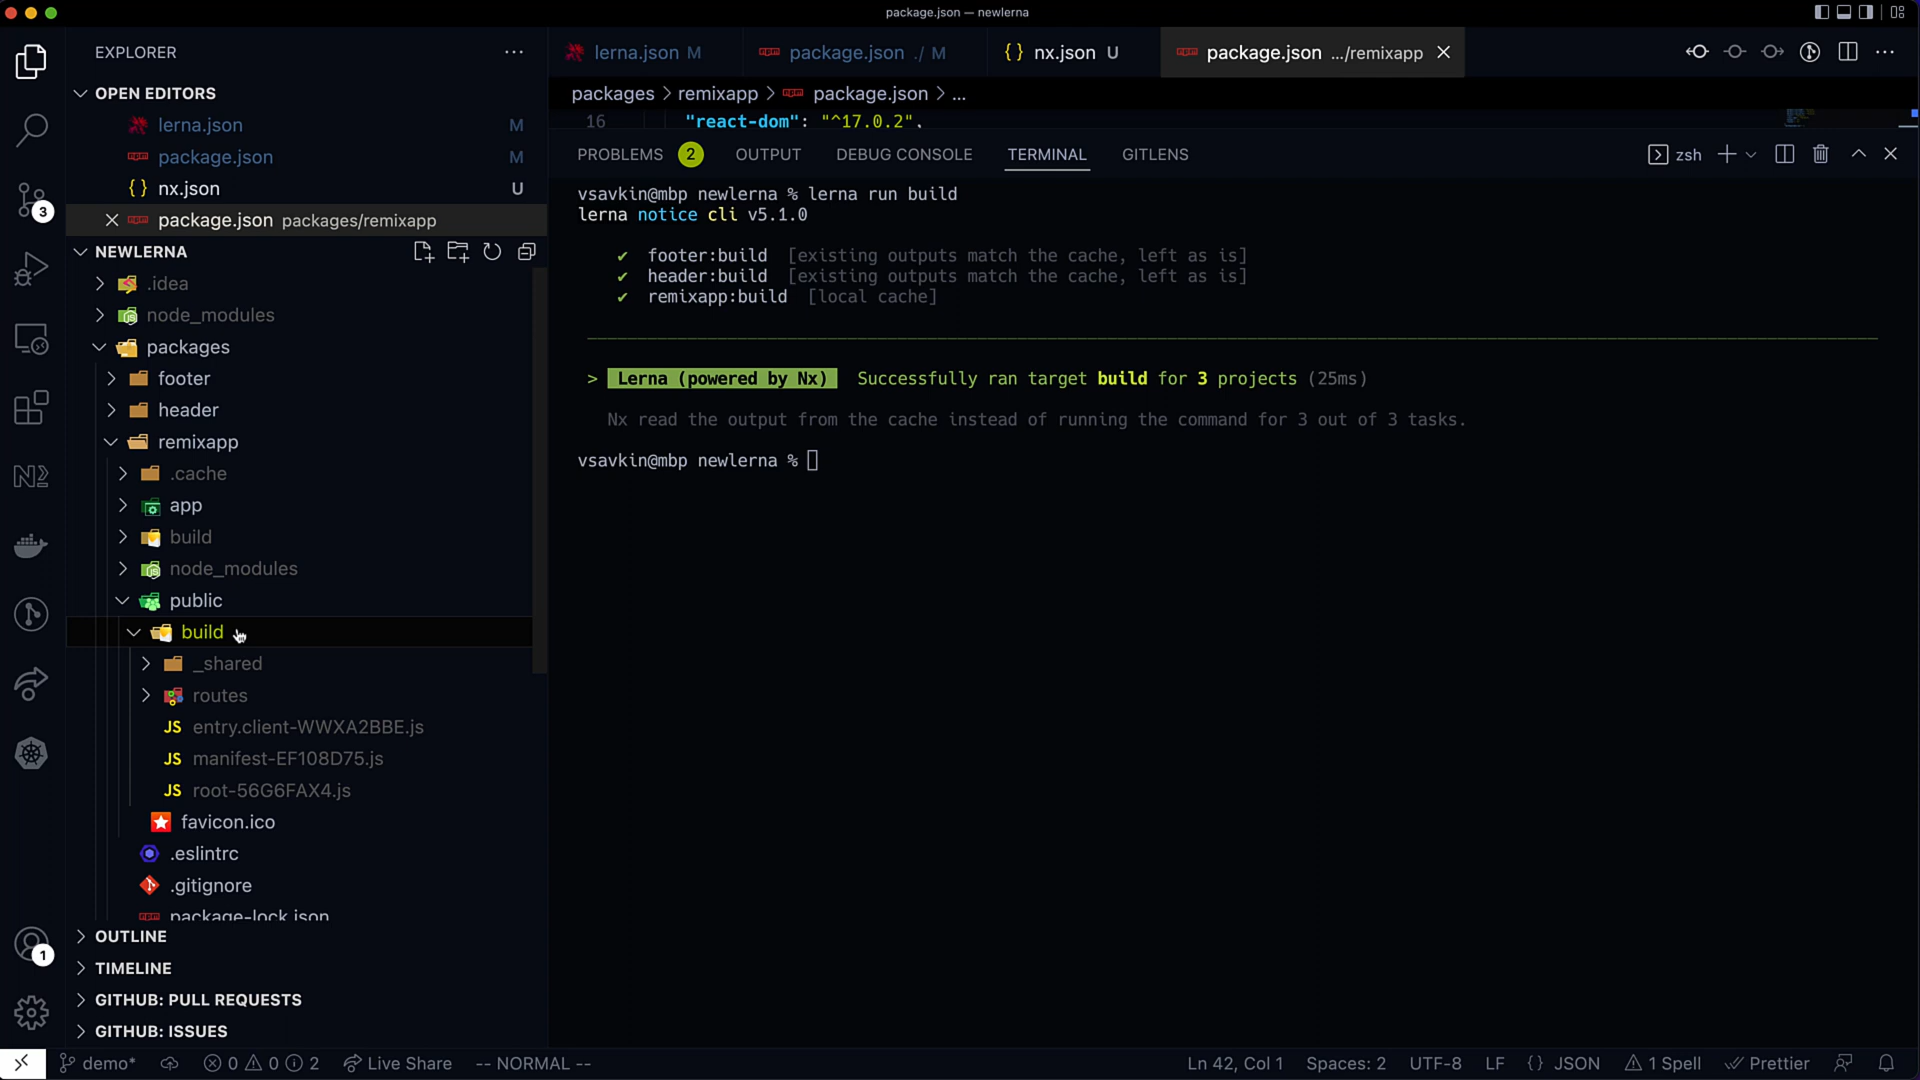 package.json — newlerna
EXPLORER
OPEN EDITORS
lerna.json M
package.json M
{} nx.json U
package.json packages/remixapp
NEWLERNA
.idea
node_modules
packages
footer
header
remixapp
.cache
app
build
node_modules
public
build
_shared
routes
JS entry.client-WWXA2BBE.js
JS manifest-EF108D75.js
JS root-56G6FAX4.js
favicon.ico
.eslintrc
.gitignore
package-lock.json
OUTLINE
TIMELINE
GITHUB: PULL REQUESTS
GITHUB: ISSUES
3
1
lerna.json M
package.json ./ M
{} nx.json U
package.json .../remixapp
packages > remixapp > package.json > ...
16 "react-dom": "^17.0.2",
PROBLEMS 2 OUTPUT DEBUG CONSOLE TERMINAL GITLENS
zsh
vsavkin@mbp newlerna % lerna run build
lerna notice cli v5.1.0
✔ footer:build [existing outputs match the cache, left as is]
✔ header:build [existing outputs match the cache, left as is]
✔ remixapp:build [local cache]
> Lerna (powered by Nx) Successfully ran target build for 3 projects (25ms)
Nx read the output from the cache instead of running the command for 3 out of 3 tasks.
vsavkin@mbp newlerna %
demo* 0 0 2 Live Share -- NORMAL -- Ln 42, Col 1 Spaces: 2 UTF-8 LF {} JSON 1 Spell Prettier